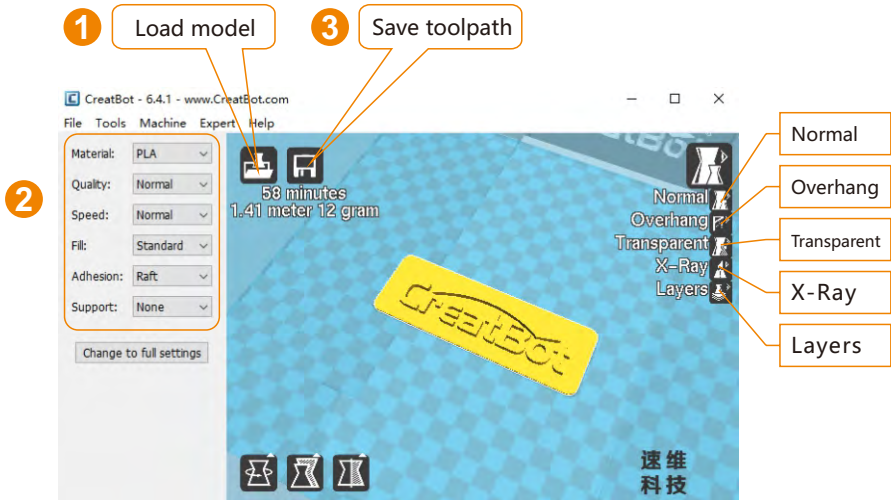 1 Load model
3 Save toolpath
CreatBot - 6.4.1 - www.CreatBot.com
File Tools Machine Expert Help
Material: PLA
Quality: Normal
Speed: Normal
Fill: Standard
Adhesion: Raft
Support: None
Change to full settings
2
58 minutes
1.41 meter 12 gram
CreatBot
CreatBot
Normal
Overhang
Transparent
X-Ray
Layers
Normal
Overhang
Transparent
X-Ray
Layers
速维
科技